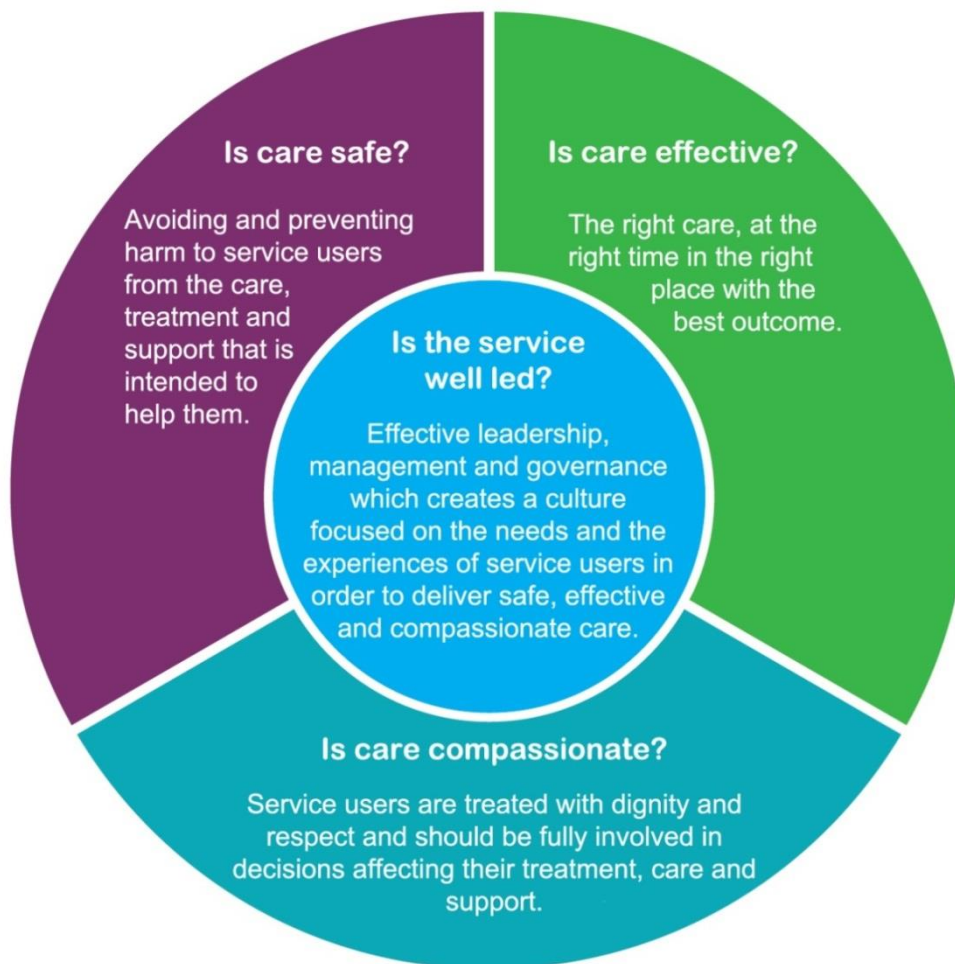 Is care safe?
Avoiding and preventing
harm to service users
from the care,
treatment and
support that is
intended to
help them.
Is care effective?
The right care, at the
right time in the right
place with the
best outcome.
Is the service
well led?
Effective leadership,
management and governance
which creates a culture
focused on the needs and the
experiences of service users in
order to deliver safe, effective
and compassionate care.
Is care compassionate?
Service users are treated with dignity and
respect and should be fully involved in
decisions affecting their treatment, care and
support.